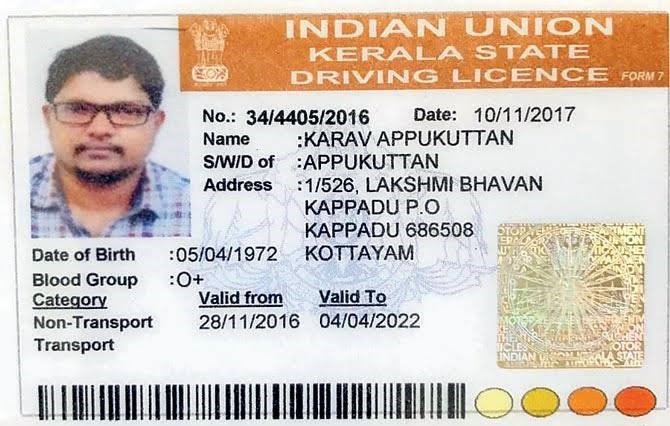 INDIAN UNION
KERALA STATE
DRIVING LICENCE FORM 7
No.: 34/4405/2016 Date: 10/11/2017
Name :KARAV APPUKUTTAN
S/W/D of :APPUKUTTAN
Address :1/526, LAKSHMI BHAVAN
KAPPADU P.O
KAPPADU 686508
Date of Birth :05/04/1972 KOTTAYAM
Blood Group :O+
Category Valid from Valid To
Non-Transport 28/11/2016 04/04/2022
Transport
INDIAN UNION KERALA STATE